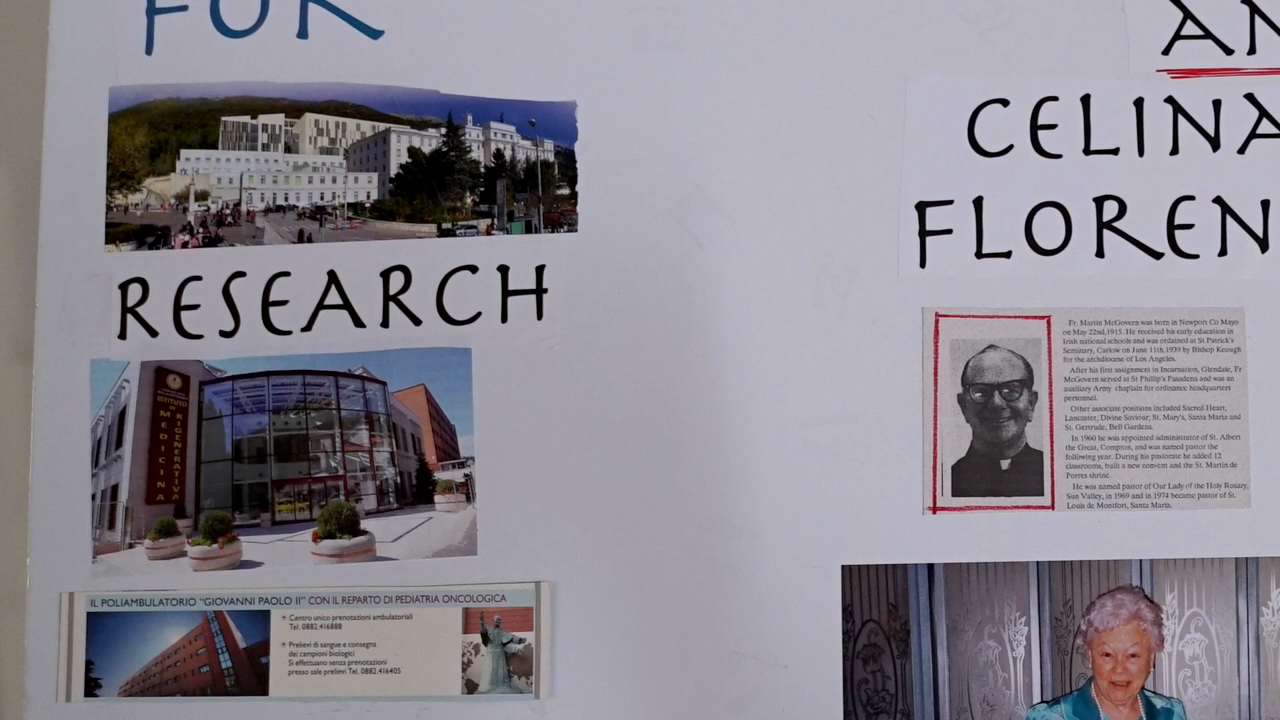 FOR
RESEARCH
ISTITUTO
DI
MEDICINA
RIGENERATIVA
IL POLIAMBULATORIO "GIOVANNI PAOLO II" CON IL REPARTO DI PEDIATRIA ONCOLOGICA
Centro unico prenotazioni ambulatoriali
Tel. 0882.416888
Prelievi di sangue e consegna
dei campioni biologici
Si effettuano senza prenotazioni
presso sale prelievi Tel. 0882.416405
AN
CELINA
FLOREN
Fr. Martin McGovern was born in Newport Co Mayo
on May 22nd,1915. He received his early education in
Irish national schools and was ordained at St Patrick's
Seminary, Carlow on June 11th,1939 by Bishop Keough
for the archdiocese of Los Angeles.
After his first assignment in Incarnation, Glendale, Fr
McGovern served at St Phillip's Pasadena and was an
auxiliary Army chaplain for ordinance headquarters
personnel.
Other associate positions included Sacred Heart,
Lancaster, Divine Saviour; St. Mary's, Santa Maria and
St. Gertrude, Bell Gardens.
In 1960 he was appointed administrator of St. Albert
the Great, Compton, and was named pastor the
following year. During his pastorate he added 12
classrooms, built a new convent and the St. Martin de
Porres shrine.
He was named pastor of Our Lady of the Holy Rosary,
Sun Valley, in 1969 and in 1974 became pastor of St.
Louis de Montfort, Santa Maria.